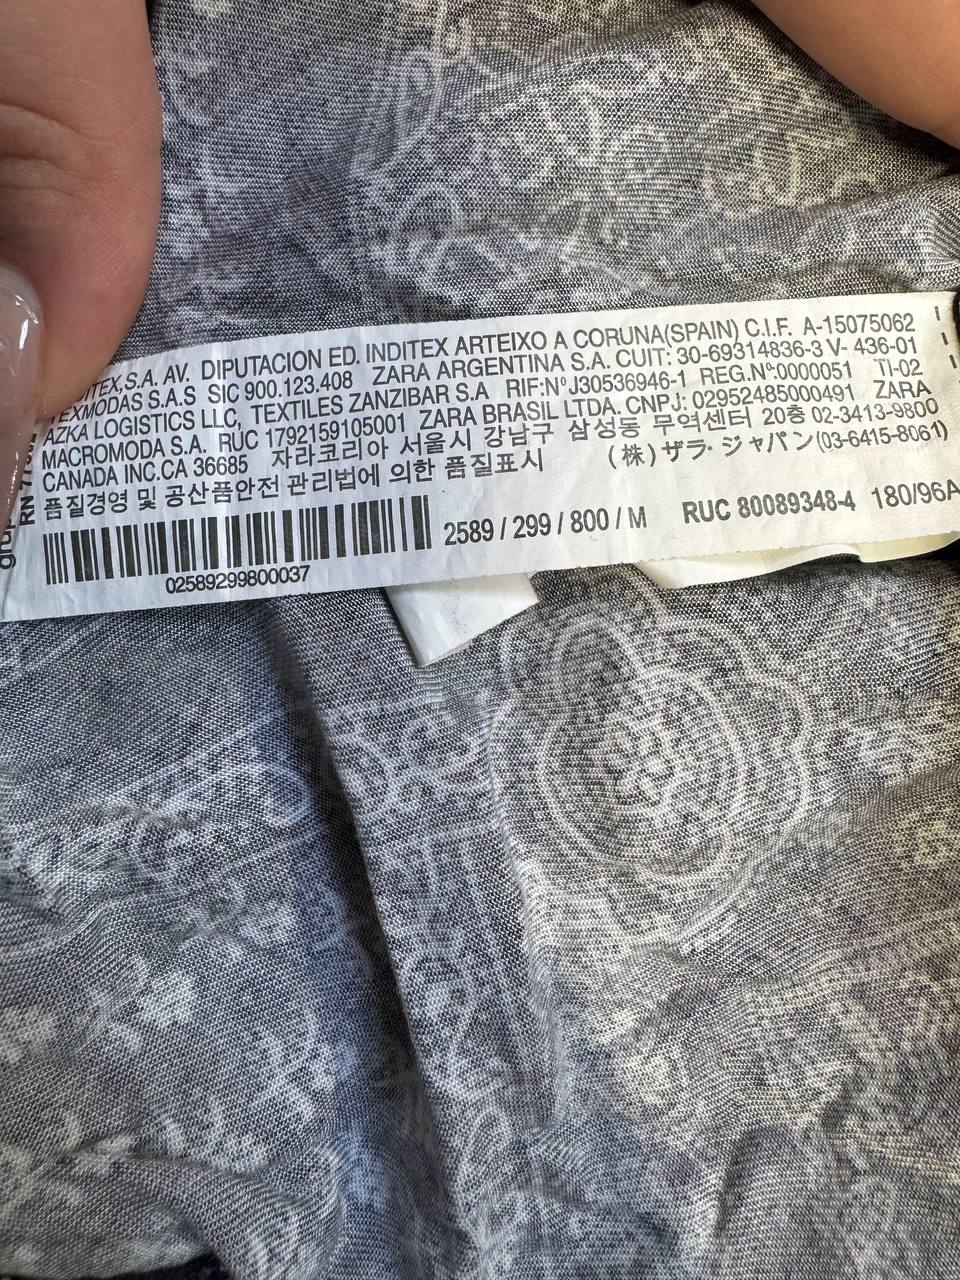 ITEX, S.A. AV. DIPUTACION ED. INDITEX ARTEIXO A CORUNA(SPAIN) C.I.F. A-15075062
TEXMODAS S.A.S SIC 900.123.408 ZARA ARGENTINA S.A. CUIT: 30-69314836-3 V- 436-01
AZKA LOGISTICS LLC, TEXTILES ZANZIBAR S.A RIF:NºJ30536946-1 REG.Nº:0000051 TI-02
MACROMODA S.A. RUC 1792159105001 ZARA BRASIL LTDA. CNPJ: 02952485000491 ZARA
CANADA INC.CA 36685 자라코리아 서울시 강남구 삼성동 무역센터 20층 02-3413-9800
품질경영 및 공산품안전 관리법에 의한 품질표시 (株)ザラ·ジャパン(03-6415-8061)
2589 / 299 / 800 / M RUC 80089348-4 180/96A
02589299800037
RN